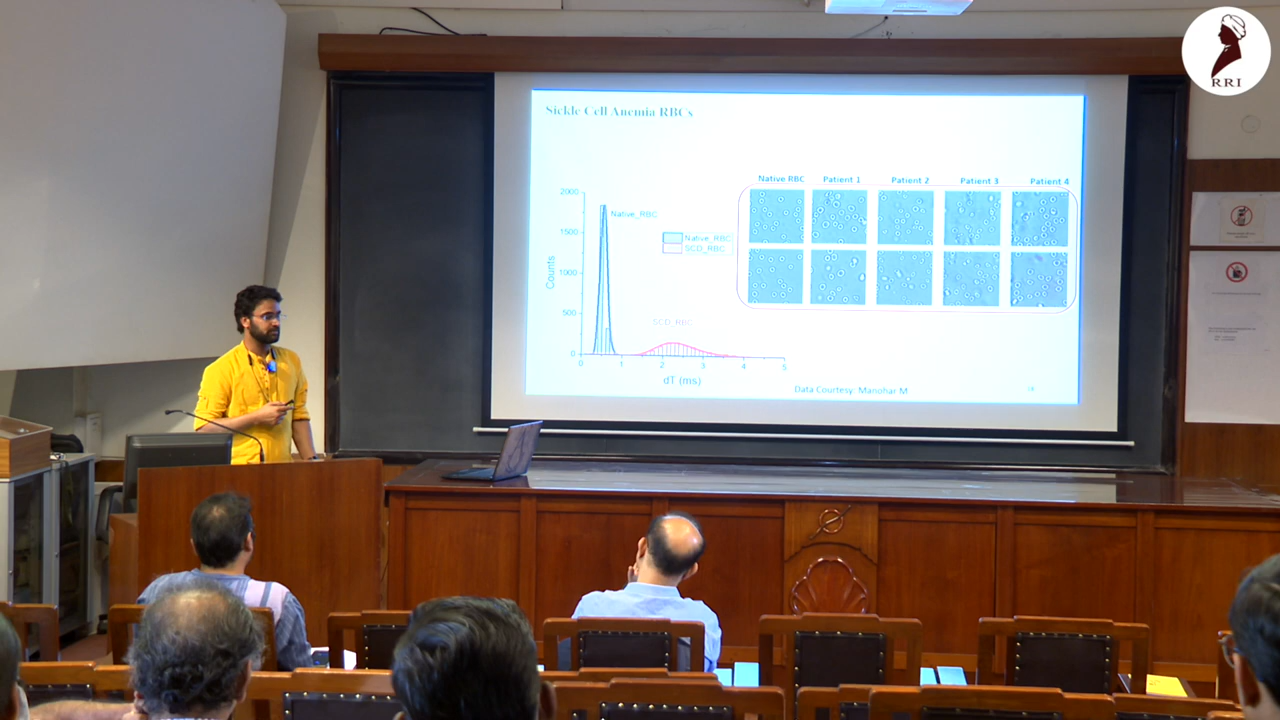 RRI
Sickle Cell Anemia RBCs
Native RBC Patient 1 Patient 2 Patient 3 Patient 4
2000
1500
1000
500
0
Counts
Native_RBC
Native_RBC
SCD_RBC
SCD_RBC
0 1 2 3 4 5
dT (ms)
Data Courtesy: Manohar M